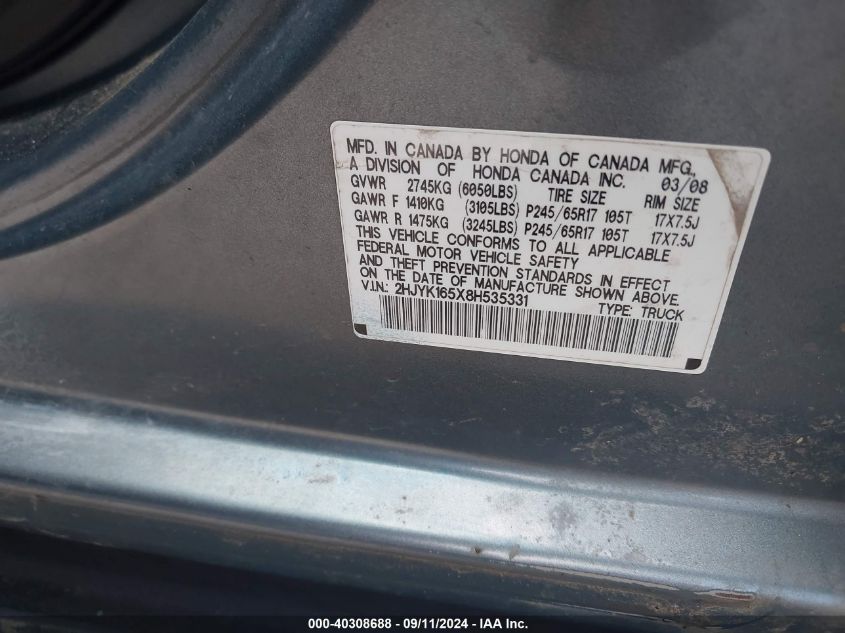 MFD. IN CANADA BY HONDA OF CANADA MFG.,
A DIVISION OF HONDA CANADA INC. 03/08
GVWR 2745KG (6050LBS) TIRE SIZE RIM SIZE
GAWR F 1410KG (3105LBS) P245/65R17 105T 17X7.5J
GAWR R 1475KG (3245LBS) P245/65R17 105T 17X7.5J
THIS VEHICLE CONFORMS TO ALL APPLICABLE
FEDERAL MOTOR VEHICLE SAFETY
AND THEFT PREVENTION STANDARDS IN EFFECT
ON THE DATE OF MANUFACTURE SHOWN ABOVE.
V.I.N.: 2HJYK165X8H535331
TYPE: TRUCK
000-40308688 - 09/11/2024 - IAA Inc.